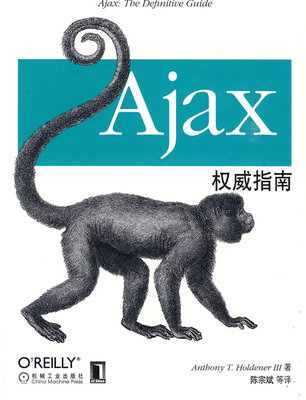 Ajax: The Definitive Guide
Ajax
权威指南
O'REILLY®
机械工业出版社
China Machine Press
Anthony T. Holdener III 著
陈宗斌 等译